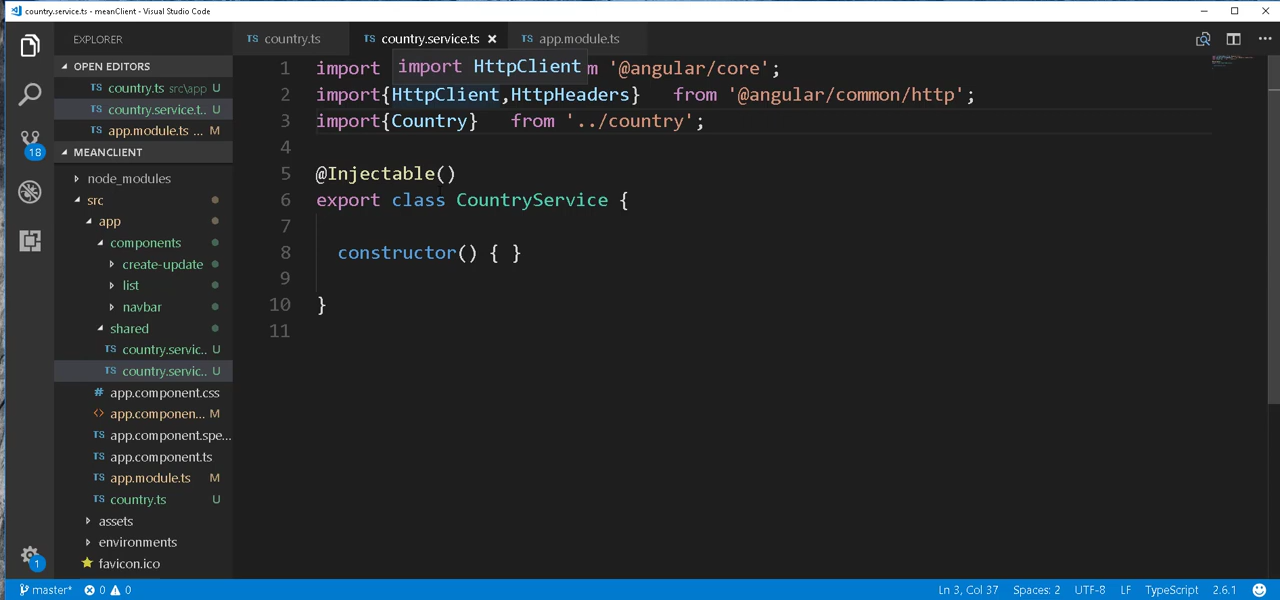 country.service.ts - meanClient - Visual Studio Code
EXPLORER
country.ts
country.service.ts
app.module.ts
OPEN EDITORS
country.ts src\app U
country.service.t.. U
app.module.ts ... M
MEANCLIENT
node_modules
src
app
components
create-update
list
navbar
shared
country.servic.. U
country.servic.. U
app.component.css
app.componen... M
app.component.spe...
app.component.ts
app.module.ts M
country.ts U
assets
environments
favicon.ico
18
1
import HttpClient
1 import m '@angular/core';
2 import{HttpClient,HttpHeaders} from '@angular/common/http';
3 import{Country} from '../country';
4
5 @Injectable()
6 export class CountryService {
7
8 constructor() { }
9
10 }
11
master* 0 0
Ln 3, Col 37 Spaces: 2 UTF-8 LF TypeScript 2.6.1